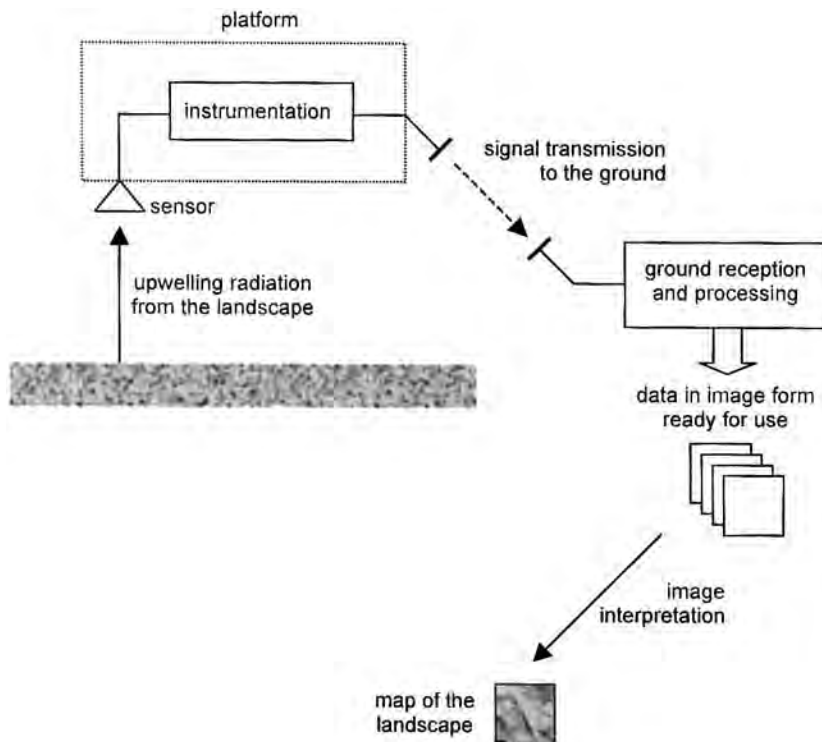 platform
instrumentation
sensor
signal transmission
to the ground
upwelling radiation
from the landscape
ground reception
and processing
data in image form
ready for use
image
interpretation
map of the
landscape